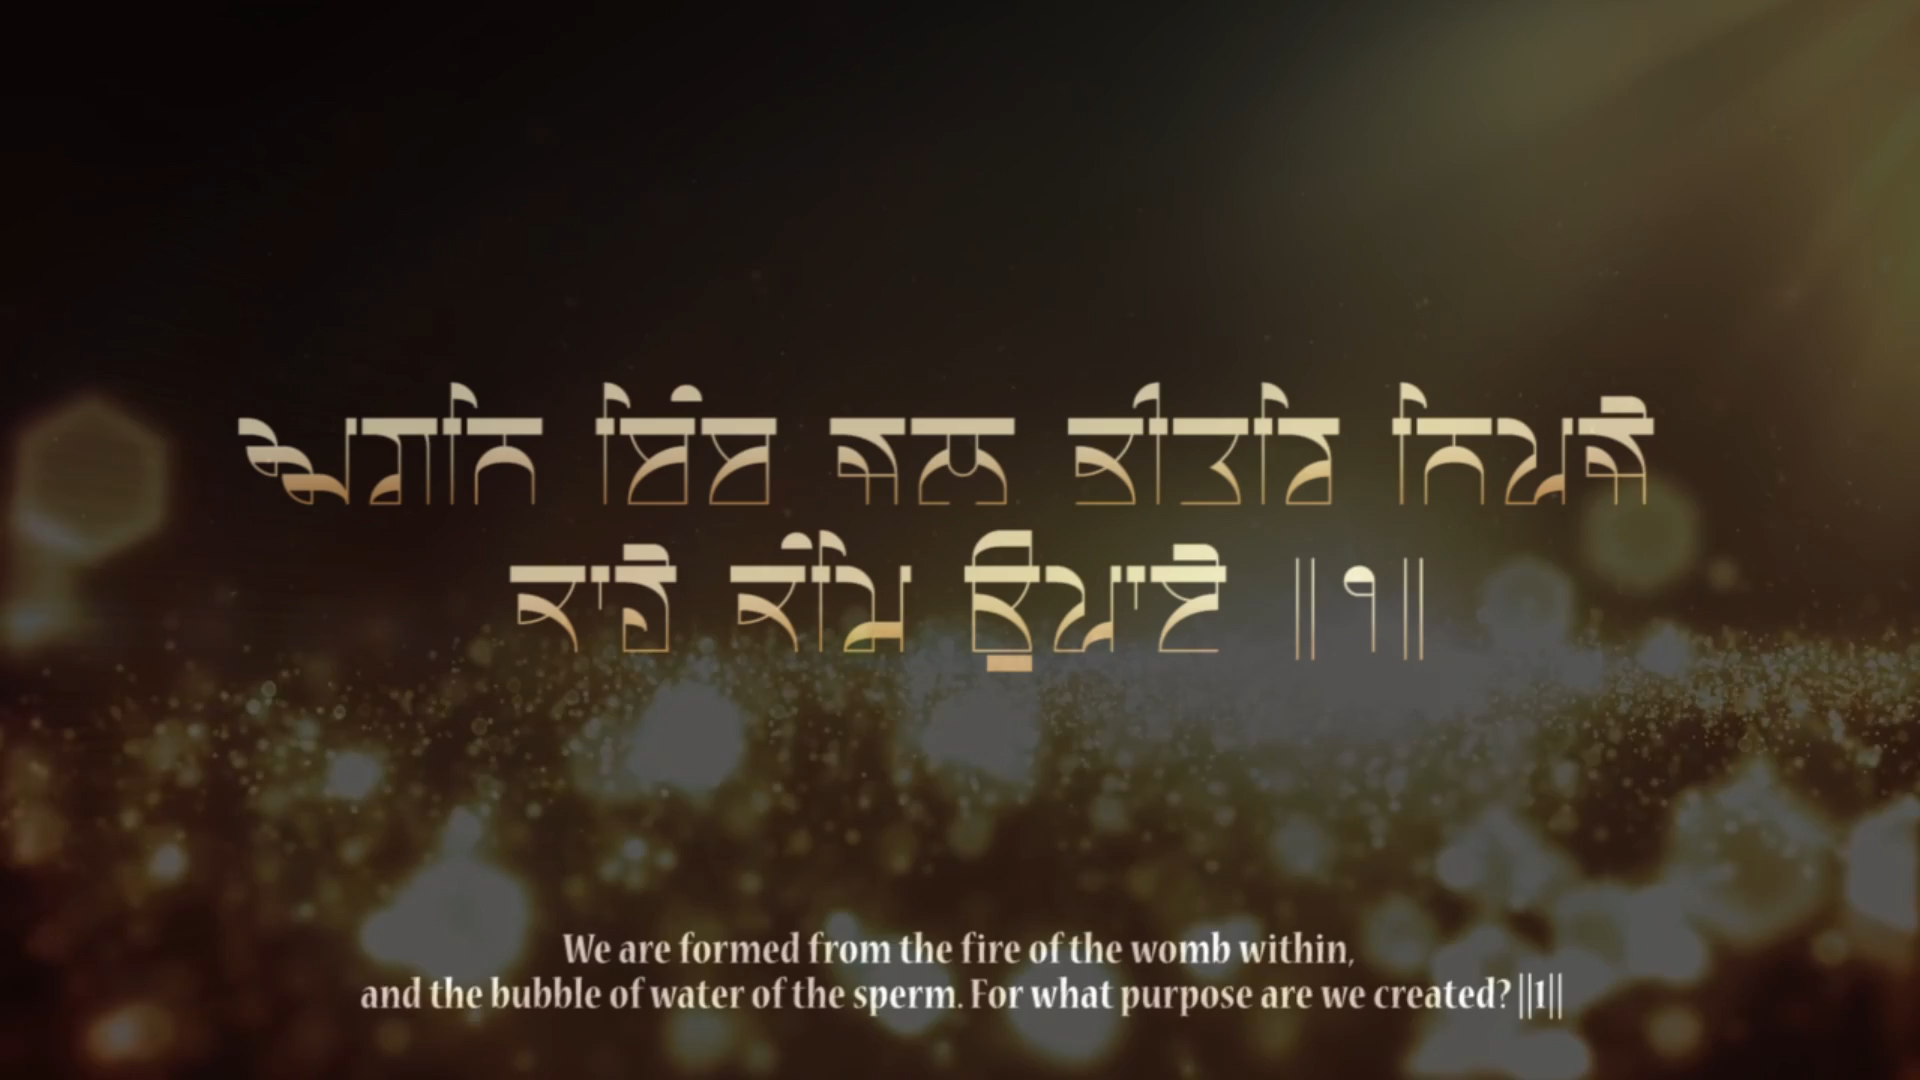 ਅਗਨਿ ਬਿੰਬ ਜਲ ਭੀਤਰਿ ਨਿਪਜੇ
ਕਾਹੇ ਕੰਮਿ ਉਪਾਏ ॥੧॥
We are formed from the fire of the womb within,
and the bubble of water of the sperm. For what purpose are we created? ||1||